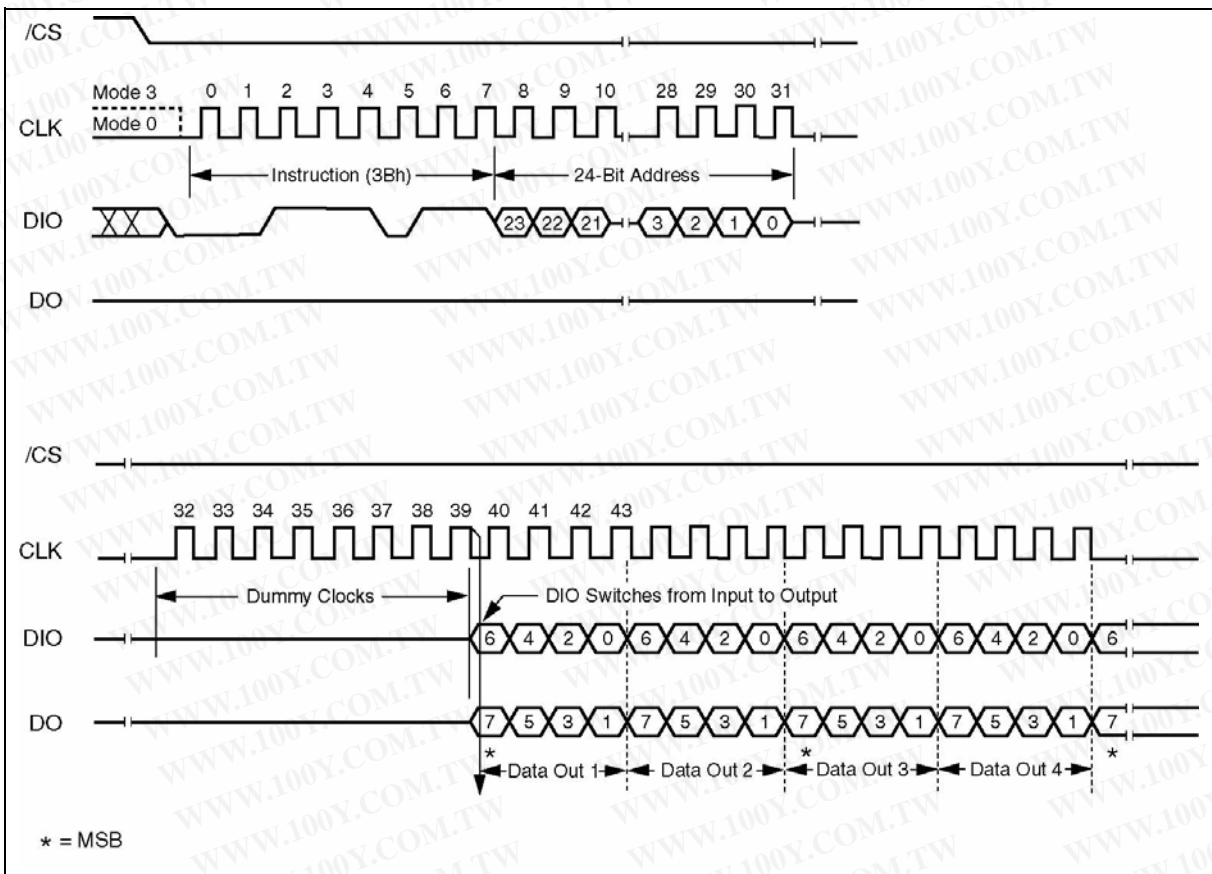 /CS
Mode 3 0 1 2 3 4 5 6 7 8 9 10 28 29 30 31
CLK Mode 0
Instruction (3Bh) 24-Bit Address
DIO 23 22 21 3 2 1 0
DO
/CS
32 33 34 35 36 37 38 39 40 41 42 43
CLK
Dummy Clocks DIO Switches from Input to Output
DIO 6 4 2 0 6 4 2 0 6 4 2 0 6 4 2 0 6
DO 7 5 3 1 7 5 3 1 7 5 3 1 7 5 3 1 7
* * *
Data Out 1 Data Out 2 Data Out 3 Data Out 4
* = MSB
WWW.100Y.COM.TW